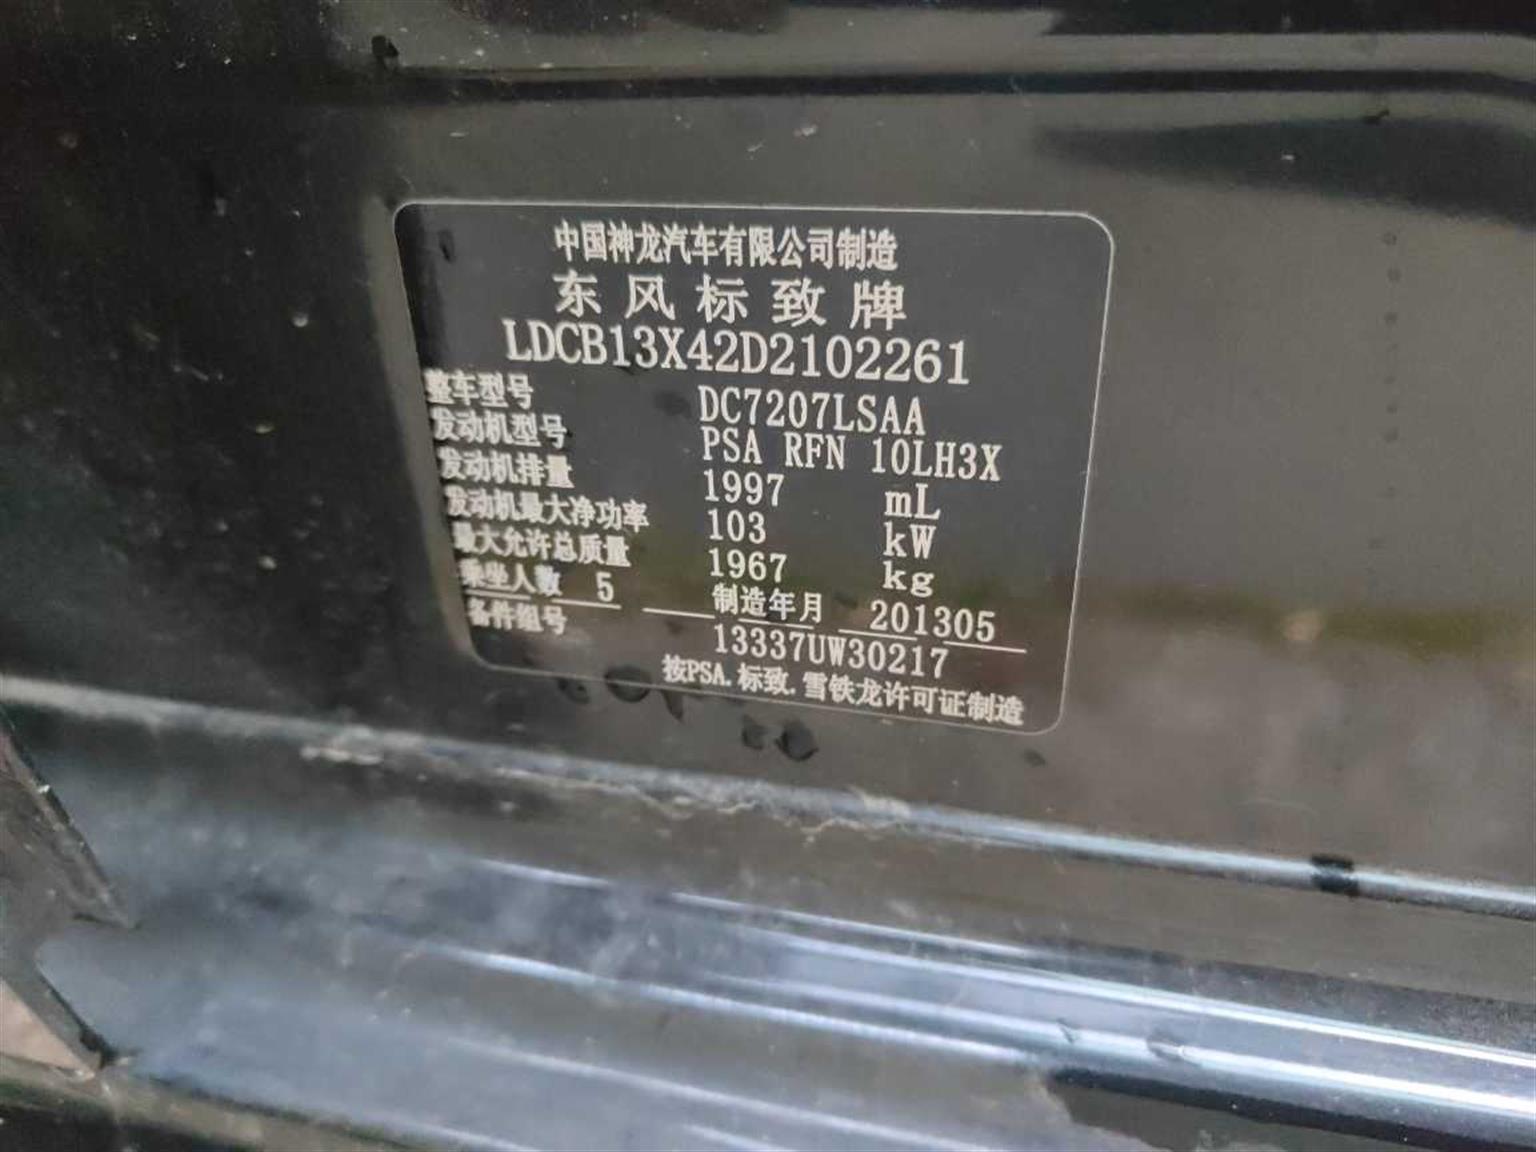 中国神龙汽车有限公司制造
东风标致牌
LDCB13X42D2102261
整车型号 DC7207LSAA
发动机型号 PSA RFN 10LH3X
发动机排量 1997 mL
发动机最大净功率 103 kW
最大允许总质量 1967 kg
乘坐人数 5 制造年月 201305
备件组号 13337UW30217
按PSA.标致.雪铁龙许可证制造